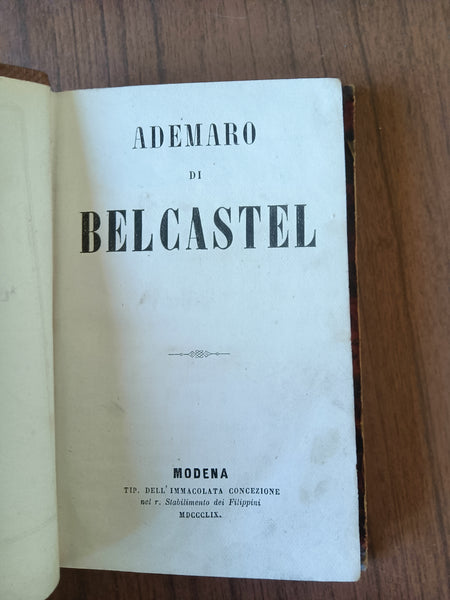 ADEMARO
DI
BELCASTEL
MODENA
TIP. DELL' IMMACOLATA CONCEZIONE
nel r. Stabilimento dei Filippini
MDCCCLIX.